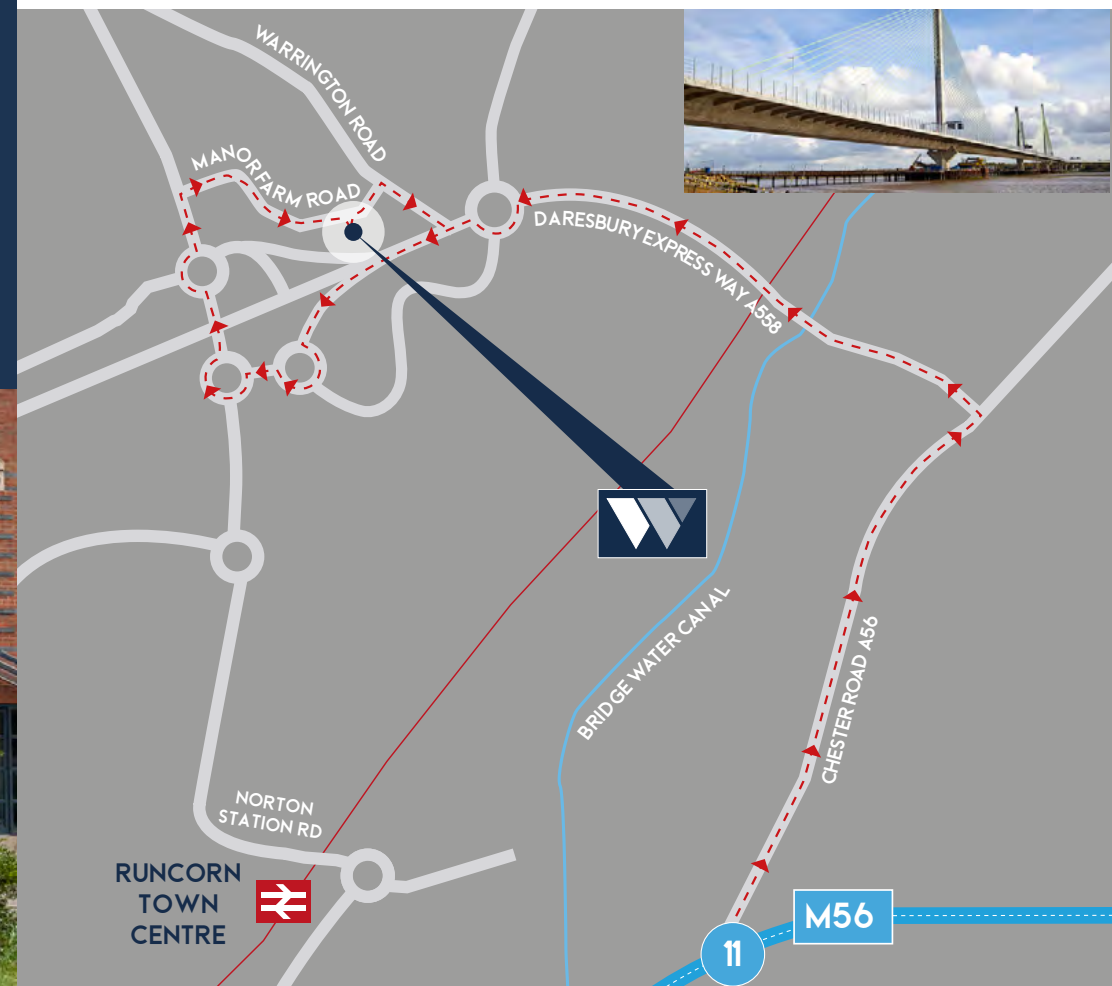 WARRINGTON ROAD
MANORFARM ROAD
DARESBURY EXPRESS WAY A558
BRIDGE WATER CANAL
CHESTER ROAD A56
NORTON
STATION RD
RUNCORN
TOWN
CENTRE
M56
11